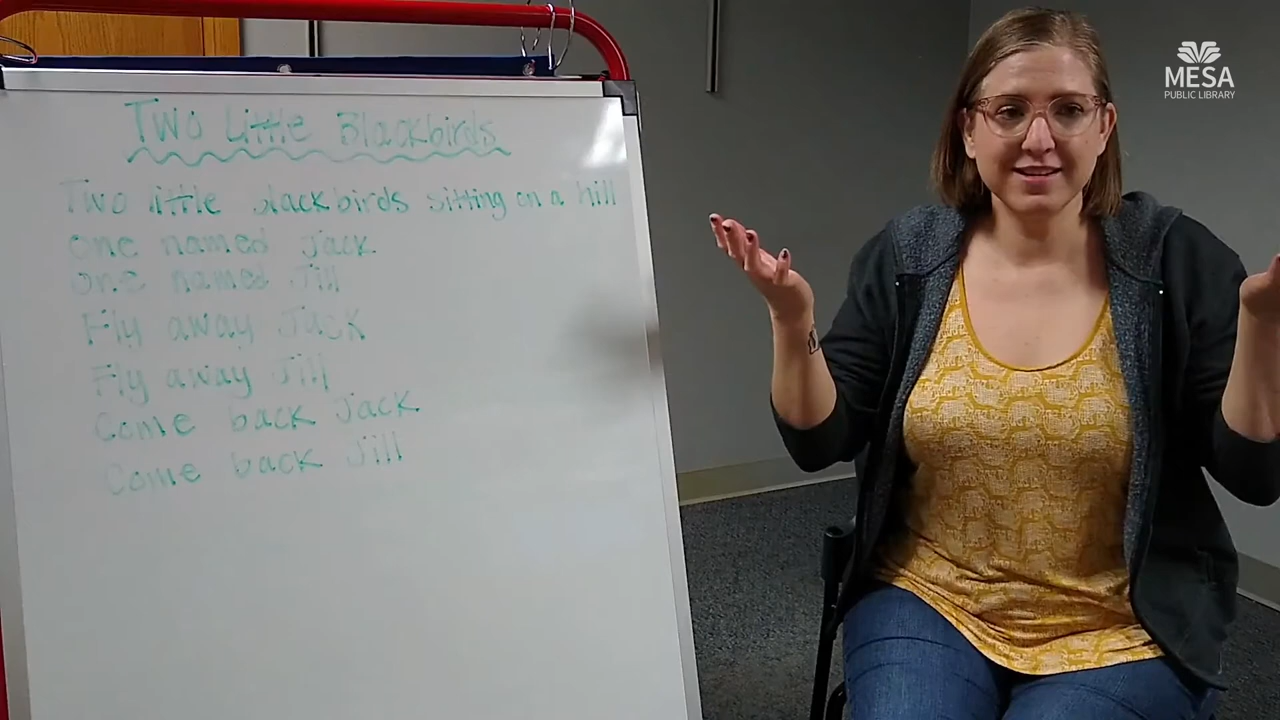 Two Little Blackbirds
Two little blackbirds sitting on a hill
One named Jack
One named Jill
Fly away Jack
Fly away Jill
Come back Jack
Come back Jill
MESA
PUBLIC LIBRARY